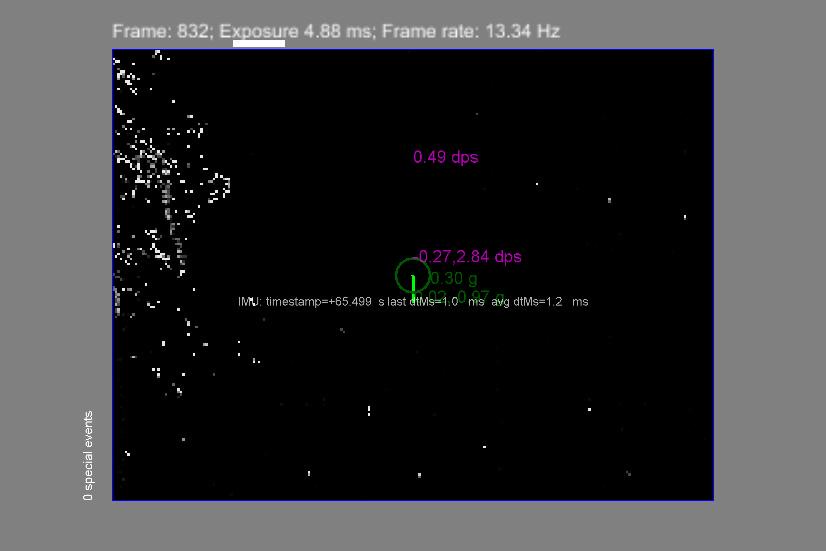 Frame: 832; Exposure 4.88 ms; Frame rate: 13.34 Hz
0.49 dps
-0.27,2.84 dps
0.30 g
0.97 g
IMU: timestamp=+65.499 s last dtMs=1.0 ms avg dtMs=1.2 ms
0 special events